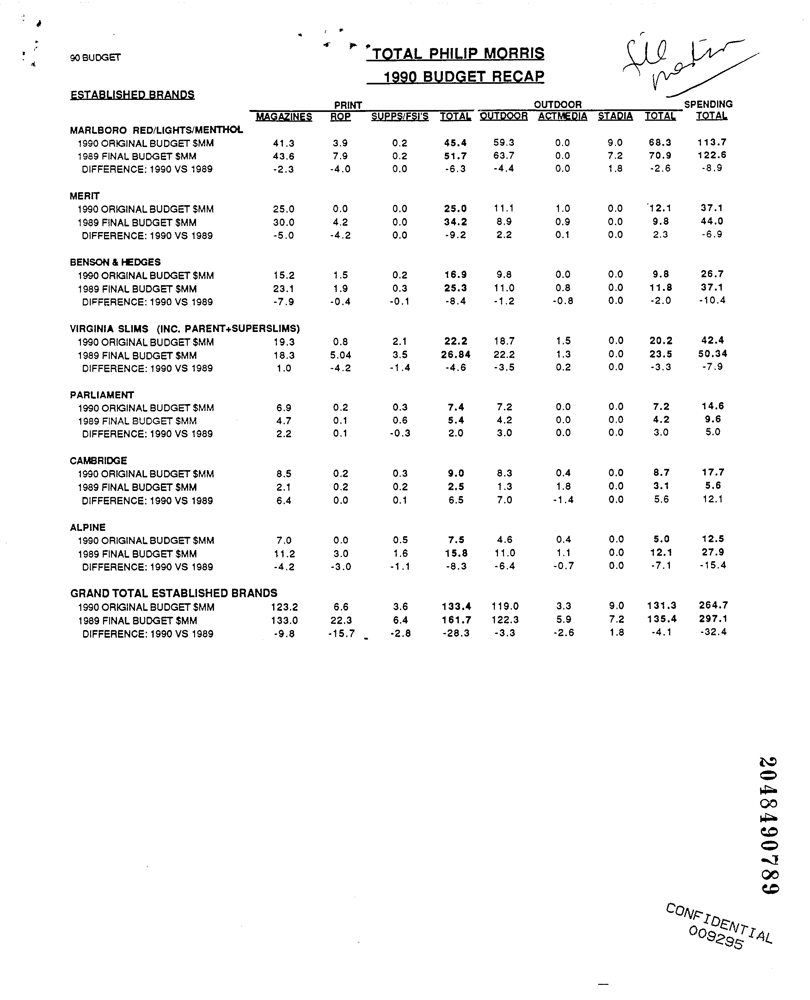 90 BUDGET
TOTAL PHILIP MORRIS
1990 BUDGET RECAP
ESTABLISHED BRANDS
PRINT OUTDOOR SPENDING
MAGAZINES ROP SUPPS/FSI'S TOTAL OUTDOOR ACTMEDIA STADIA TOTAL TOTAL
MARLBORO RED/LIGHTS/MENTHOL
1990 ORIGINAL BUDGET $MM 41.3 3.9 0.2 45.4 59.3 0.0 9.0 68.3 113.7
1989 FINAL BUDGET $MM 43.6 7.9 0.2 51.7 63.7 0.0 7.2 70.9 122.6
DIFFERENCE: 1990 VS 1989 -2.3 -4.0 0.0 -6.3 -4.4 0.0 1.8 -2.6 -8.9
MERIT
1990 ORIGINAL BUDGET $MM 25.0 0.0 0.0 25.0 11.1 1.0 0.0 12.1 37.1
1989 FINAL BUDGET $MM 30.0 4.2 0.0 34.2 8.9 0.9 0.0 9.8 44.0
DIFFERENCE: 1990 VS 1989 -5.0 -4.2 0.0 -9.2 2.2 0.1 0.0 2.3 -6.9
BENSON & HEDGES
1990 ORIGINAL BUDGET $MM 15.2 1.5 0.2 16.9 9.8 0.0 0.0 9.8 26.7
1989 FINAL BUDGET $MM 23.1 1.9 0.3 25.3 11.0 0.8 0.0 11.8 37.1
DIFFERENCE: 1990 VS 1989 -7.9 -0.4 -0.1 -8.4 -1.2 -0.8 0.0 -2.0 -10.4
VIRGINIA SLIMS (INC. PARENT+SUPERSLIMS)
1990 ORIGINAL BUDGET $MM 19.3 0.8 2.1 22.2 18.7 1.5 0.0 20.2 42.4
1989 FINAL BUDGET $MM 18.3 5.04 3.5 26.84 22.2 1.3 0.0 23.5 50.34
DIFFERENCE: 1990 VS 1989 1.0 -4.2 -1.4 -4.6 -3.5 0.2 0.0 -3.3 -7.9
PARLIAMENT
1990 ORIGINAL BUDGET $MM 6.9 0.2 0.3 7.4 7.2 0.0 0.0 7.2 14.6
1989 FINAL BUDGET $MM 4.7 0.1 0.6 5.4 4.2 0.0 0.0 4.2 9.6
DIFFERENCE: 1990 VS 1989 2.2 0.1 -0.3 2.0 3.0 0.0 0.0 3.0 5.0
CAMBRIDGE
1990 ORIGINAL BUDGET $MM 8.5 0.2 0.3 9.0 8.3 0.4 0.0 8.7 17.7
1989 FINAL BUDGET $MM 2.1 0.2 0.2 2.5 1.3 1.8 0.0 3.1 5.6
DIFFERENCE: 1990 VS 1989 6.4 0.0 0.1 6.5 7.0 -1.4 0.0 5.6 12.1
ALPINE
1990 ORIGINAL BUDGET $MM 7.0 0.0 0.5 7.5 4.6 0.4 0.0 5.0 12.5
1989 FINAL BUDGET $MM 11.2 3.0 1.6 15.8 11.0 1.1 0.0 12.1 27.9
DIFFERENCE: 1990 VS 1989 -4.2 -3.0 -1.1 -8.3 -6.4 -0.7 0.0 -7.1 -15.4
GRAND TOTAL ESTABLISHED BRANDS
1990 ORIGINAL BUDGET $MM 123.2 6.6 3.6 133.4 119.0 3.3 9.0 131.3 264.7
1989 FINAL BUDGET $MM 133.0 22.3 6.4 161.7 122.3 5.9 7.2 135.4 297.1
DIFFERENCE: 1990 VS 1989 -9.8 -15.7 -2.8 -28.3 -3.3 -2.6 1.8 -4.1 -32.4
2048490789
CONFIDENTIAL
009295